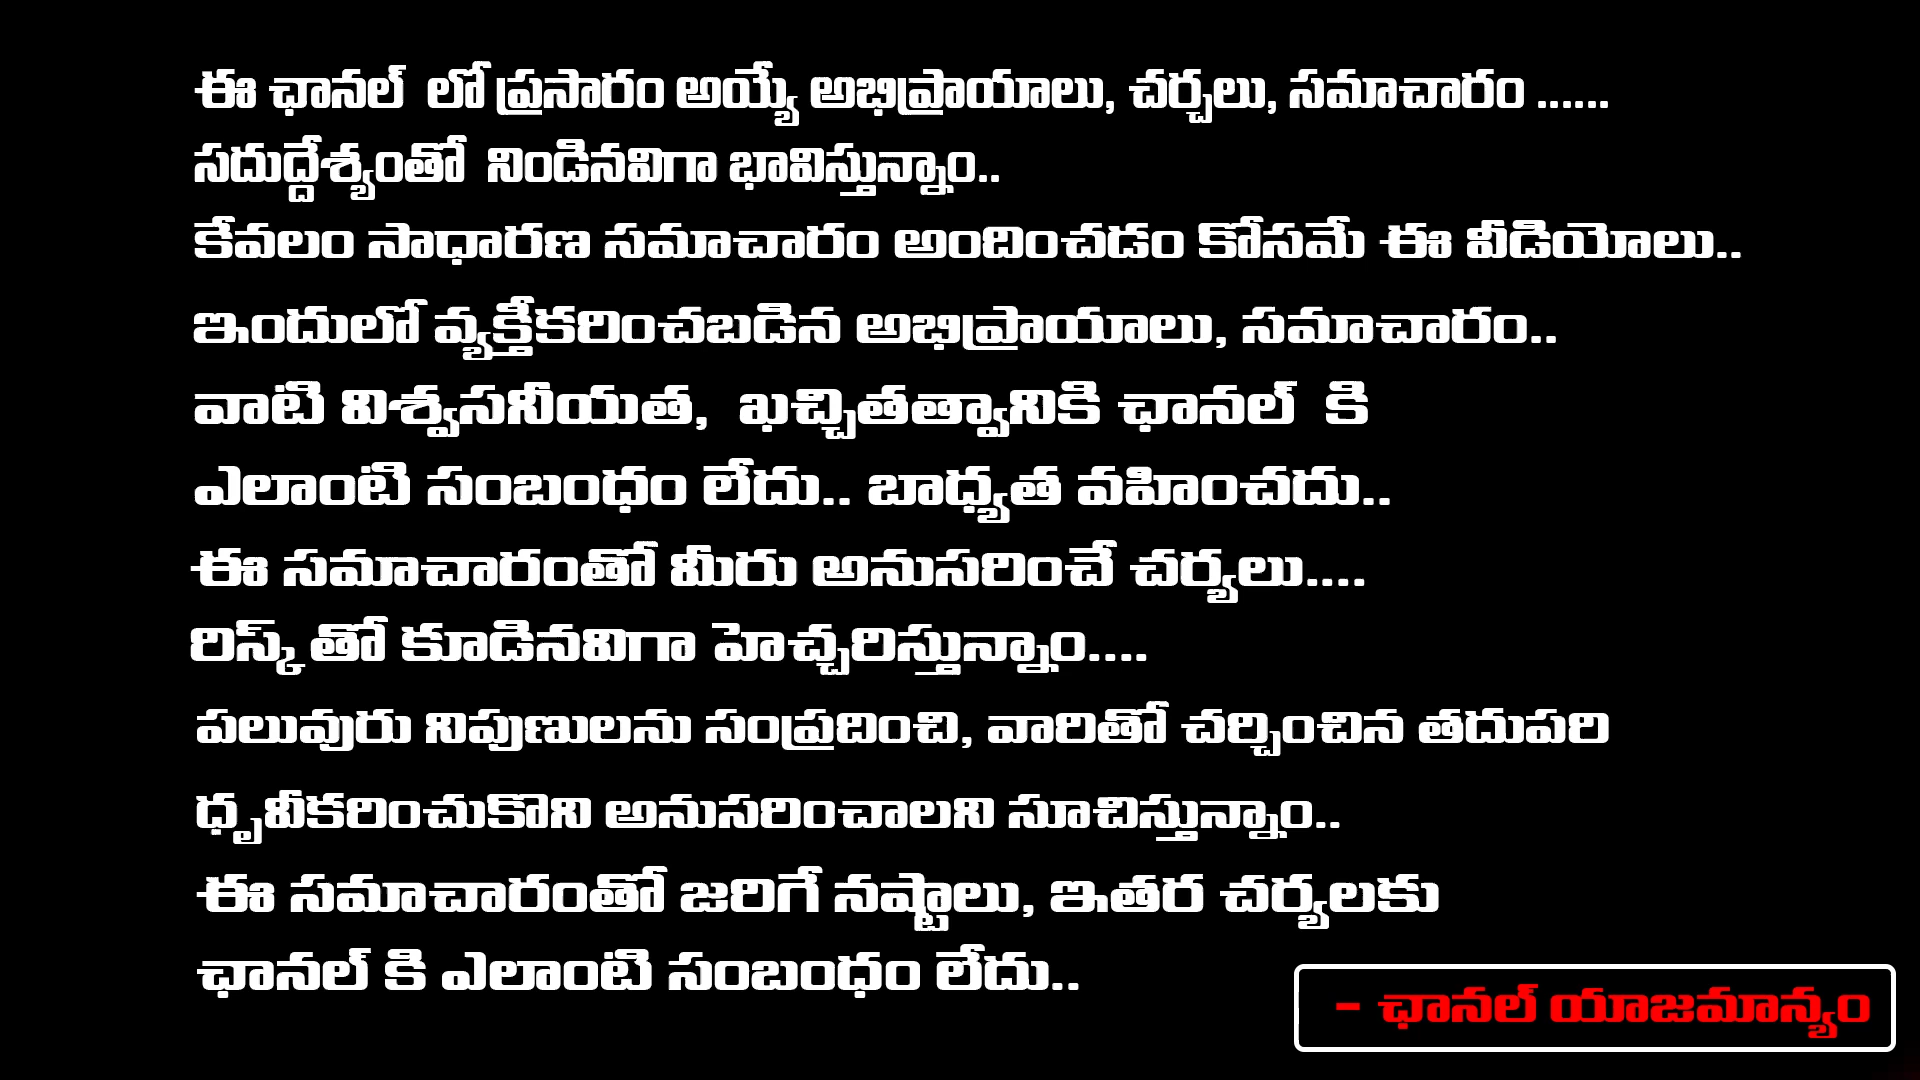 ఈ ఛానల్ లో ప్రసారం అయ్యే అభిప్రాయాలు, చర్చలు, సమాచారం ......
సదుద్దేశ్యంతో నిండినవిగా భావిస్తున్నాం..
కేవలం సాధారణ సమాచారం అందించడం కోసమే ఈ వీడియోలు..
ఇందులో వ్యక్తీకరించబడిన అభిప్రాయాలు, సమాచారం..
వాటి విశ్వసనీయత, ఖచ్చితత్వానికి ఛానల్ కి
ఎలాంటి సంబంధం లేదు.. బాధ్యత వహించదు..
ఈ సమాచారంతో మీరు అనుసరించే చర్యలు....
రిస్క్ తో కూడినవిగా హెచ్చరిస్తున్నాం....
పలువురు నిపుణులను సంప్రదించి, వారితో చర్చించిన తదుపరి
ధృవీకరించుకొని అనుసరించాలని సూచిస్తున్నాం..
ఈ సమాచారంతో జరిగే నష్టాలు, ఇతర చర్యలకు
ఛానల్ కి ఎలాంటి సంబంధం లేదు..
- ఛానల్ యాజమాన్యం